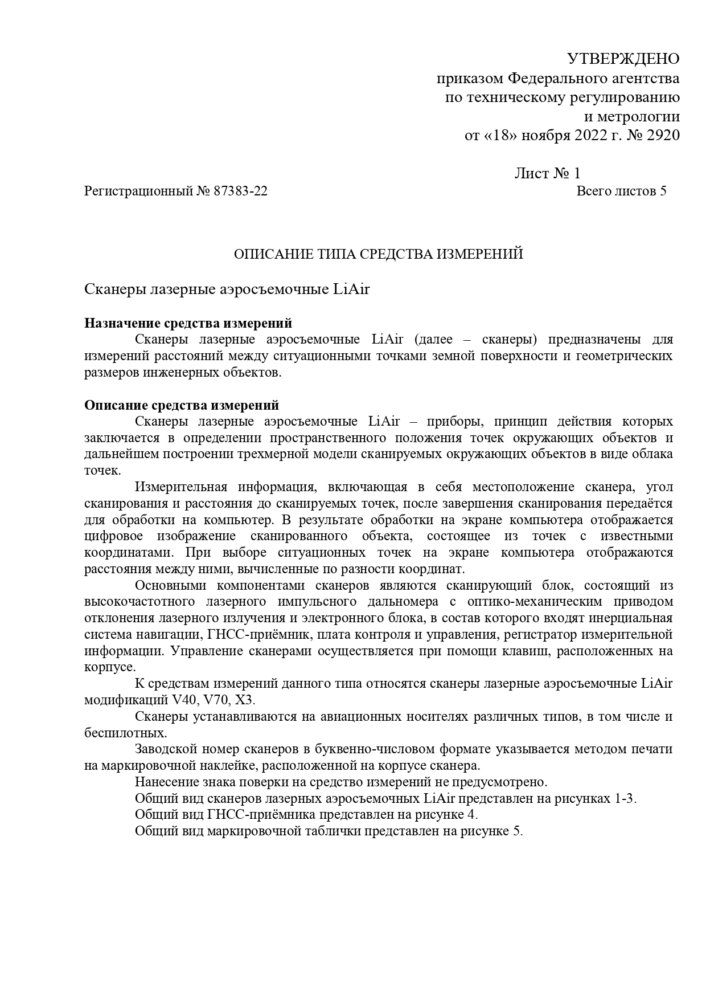 УТВЕРЖДЕНО
приказом Федерального агентства
по техническому регулированию
и метрологии
от «18» ноября 2022 г. № 2920
Лист № 1
Регистрационный № 87383-22 Всего листов 5
ОПИСАНИЕ ТИПА СРЕДСТВА ИЗМЕРЕНИЙ
Сканеры лазерные аэросъемочные LiAir
Назначение средства измерений
Сканеры лазерные аэросъемочные LiAir (далее – сканеры) предназначены для
измерений расстояний между ситуационными точками земной поверхности и геометрических
размеров инженерных объектов.
Описание средства измерений
Сканеры лазерные аэросъемочные LiAir – приборы, принцип действия которых
заключается в определении пространственного положения точек окружающих объектов и
дальнейшем построении трехмерной модели сканируемых окружающих объектов в виде облака
точек.
Измерительная информация, включающая в себя местоположение сканера, угол
сканирования и расстояния до сканируемых точек, после завершения сканирования передаётся
для обработки на компьютер. В результате обработки на экране компьютера отображается
цифровое изображение сканированного объекта, состоящее из точек с известными
координатами. При выборе ситуационных точек на экране компьютера отображаются
расстояния между ними, вычисленные по разности координат.
Основными компонентами сканеров являются сканирующий блок, состоящий из
высокочастотного лазерного импульсного дальномера с оптико-механическим приводом
отклонения лазерного излучения и электронного блока, в состав которого входят инерциальная
система навигации, ГНСС-приёмник, плата контроля и управления, регистратор измерительной
информации. Управление сканерами осуществляется при помощи клавиш, расположенных на
корпусе.
К средствам измерений данного типа относятся сканеры лазерные аэросъемочные LiAir
модификаций V40, V70, X3.
Сканеры устанавливаются на авиационных носителях различных типов, в том числе и
беспилотных.
Заводской номер сканеров в буквенно-числовом формате указывается методом печати
на маркировочной наклейке, расположенной на корпусе сканера.
Нанесение знака поверки на средство измерений не предусмотрено.
Общий вид сканеров лазерных аэросъемочных LiAir представлен на рисунках 1-3.
Общий вид ГНСС-приёмника представлен на рисунке 4.
Общий вид маркировочной таблички представлен на рисунке 5.